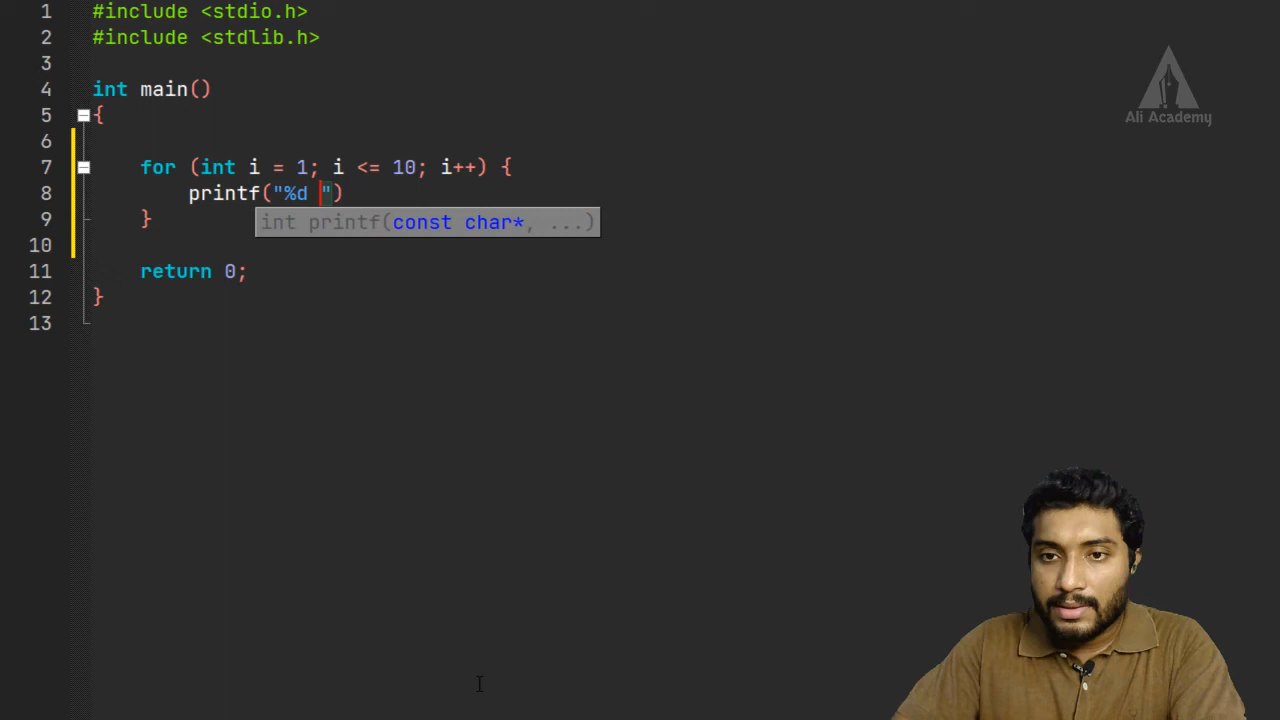 1 #include <stdio.h>
2 #include <stdlib.h>
3
4 int main()
5 {
6
7 for (int i = 1; i <= 10; i++) {
8 printf("%d ")
9 }
int printf(const char*, ...)
10
11 return 0;
12 }
13
Ali Academy